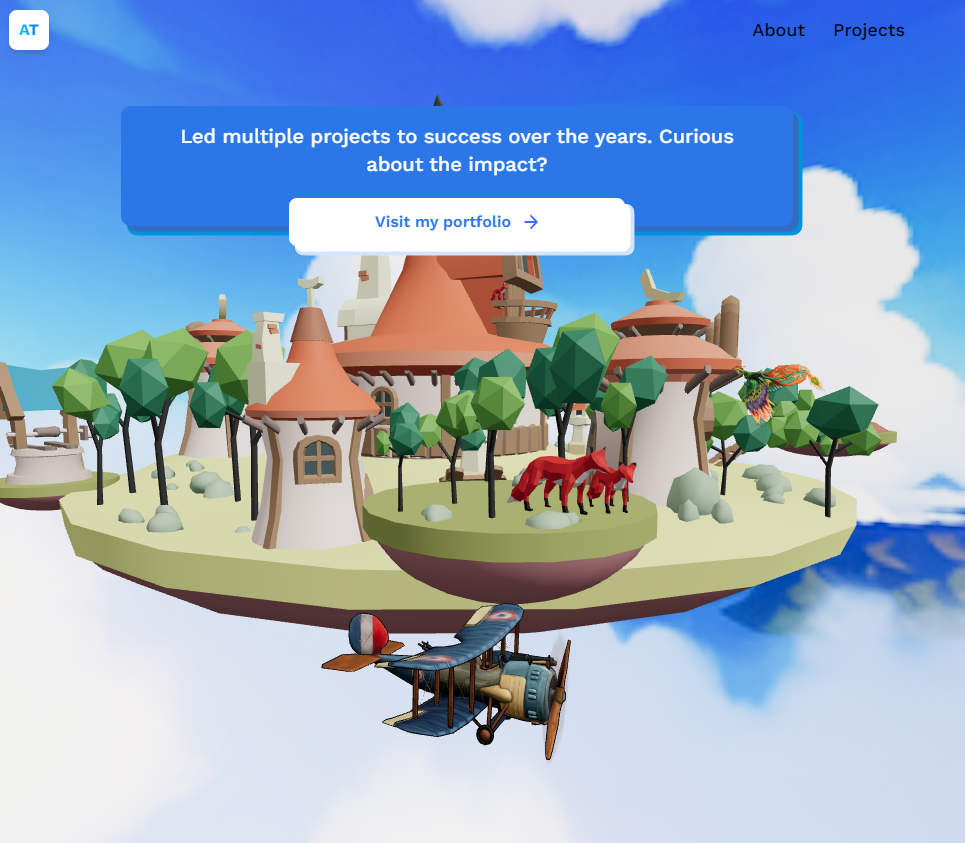 AT
About
Projects
Led multiple projects to success over the years. Curious
about the impact?
Visit my portfolio